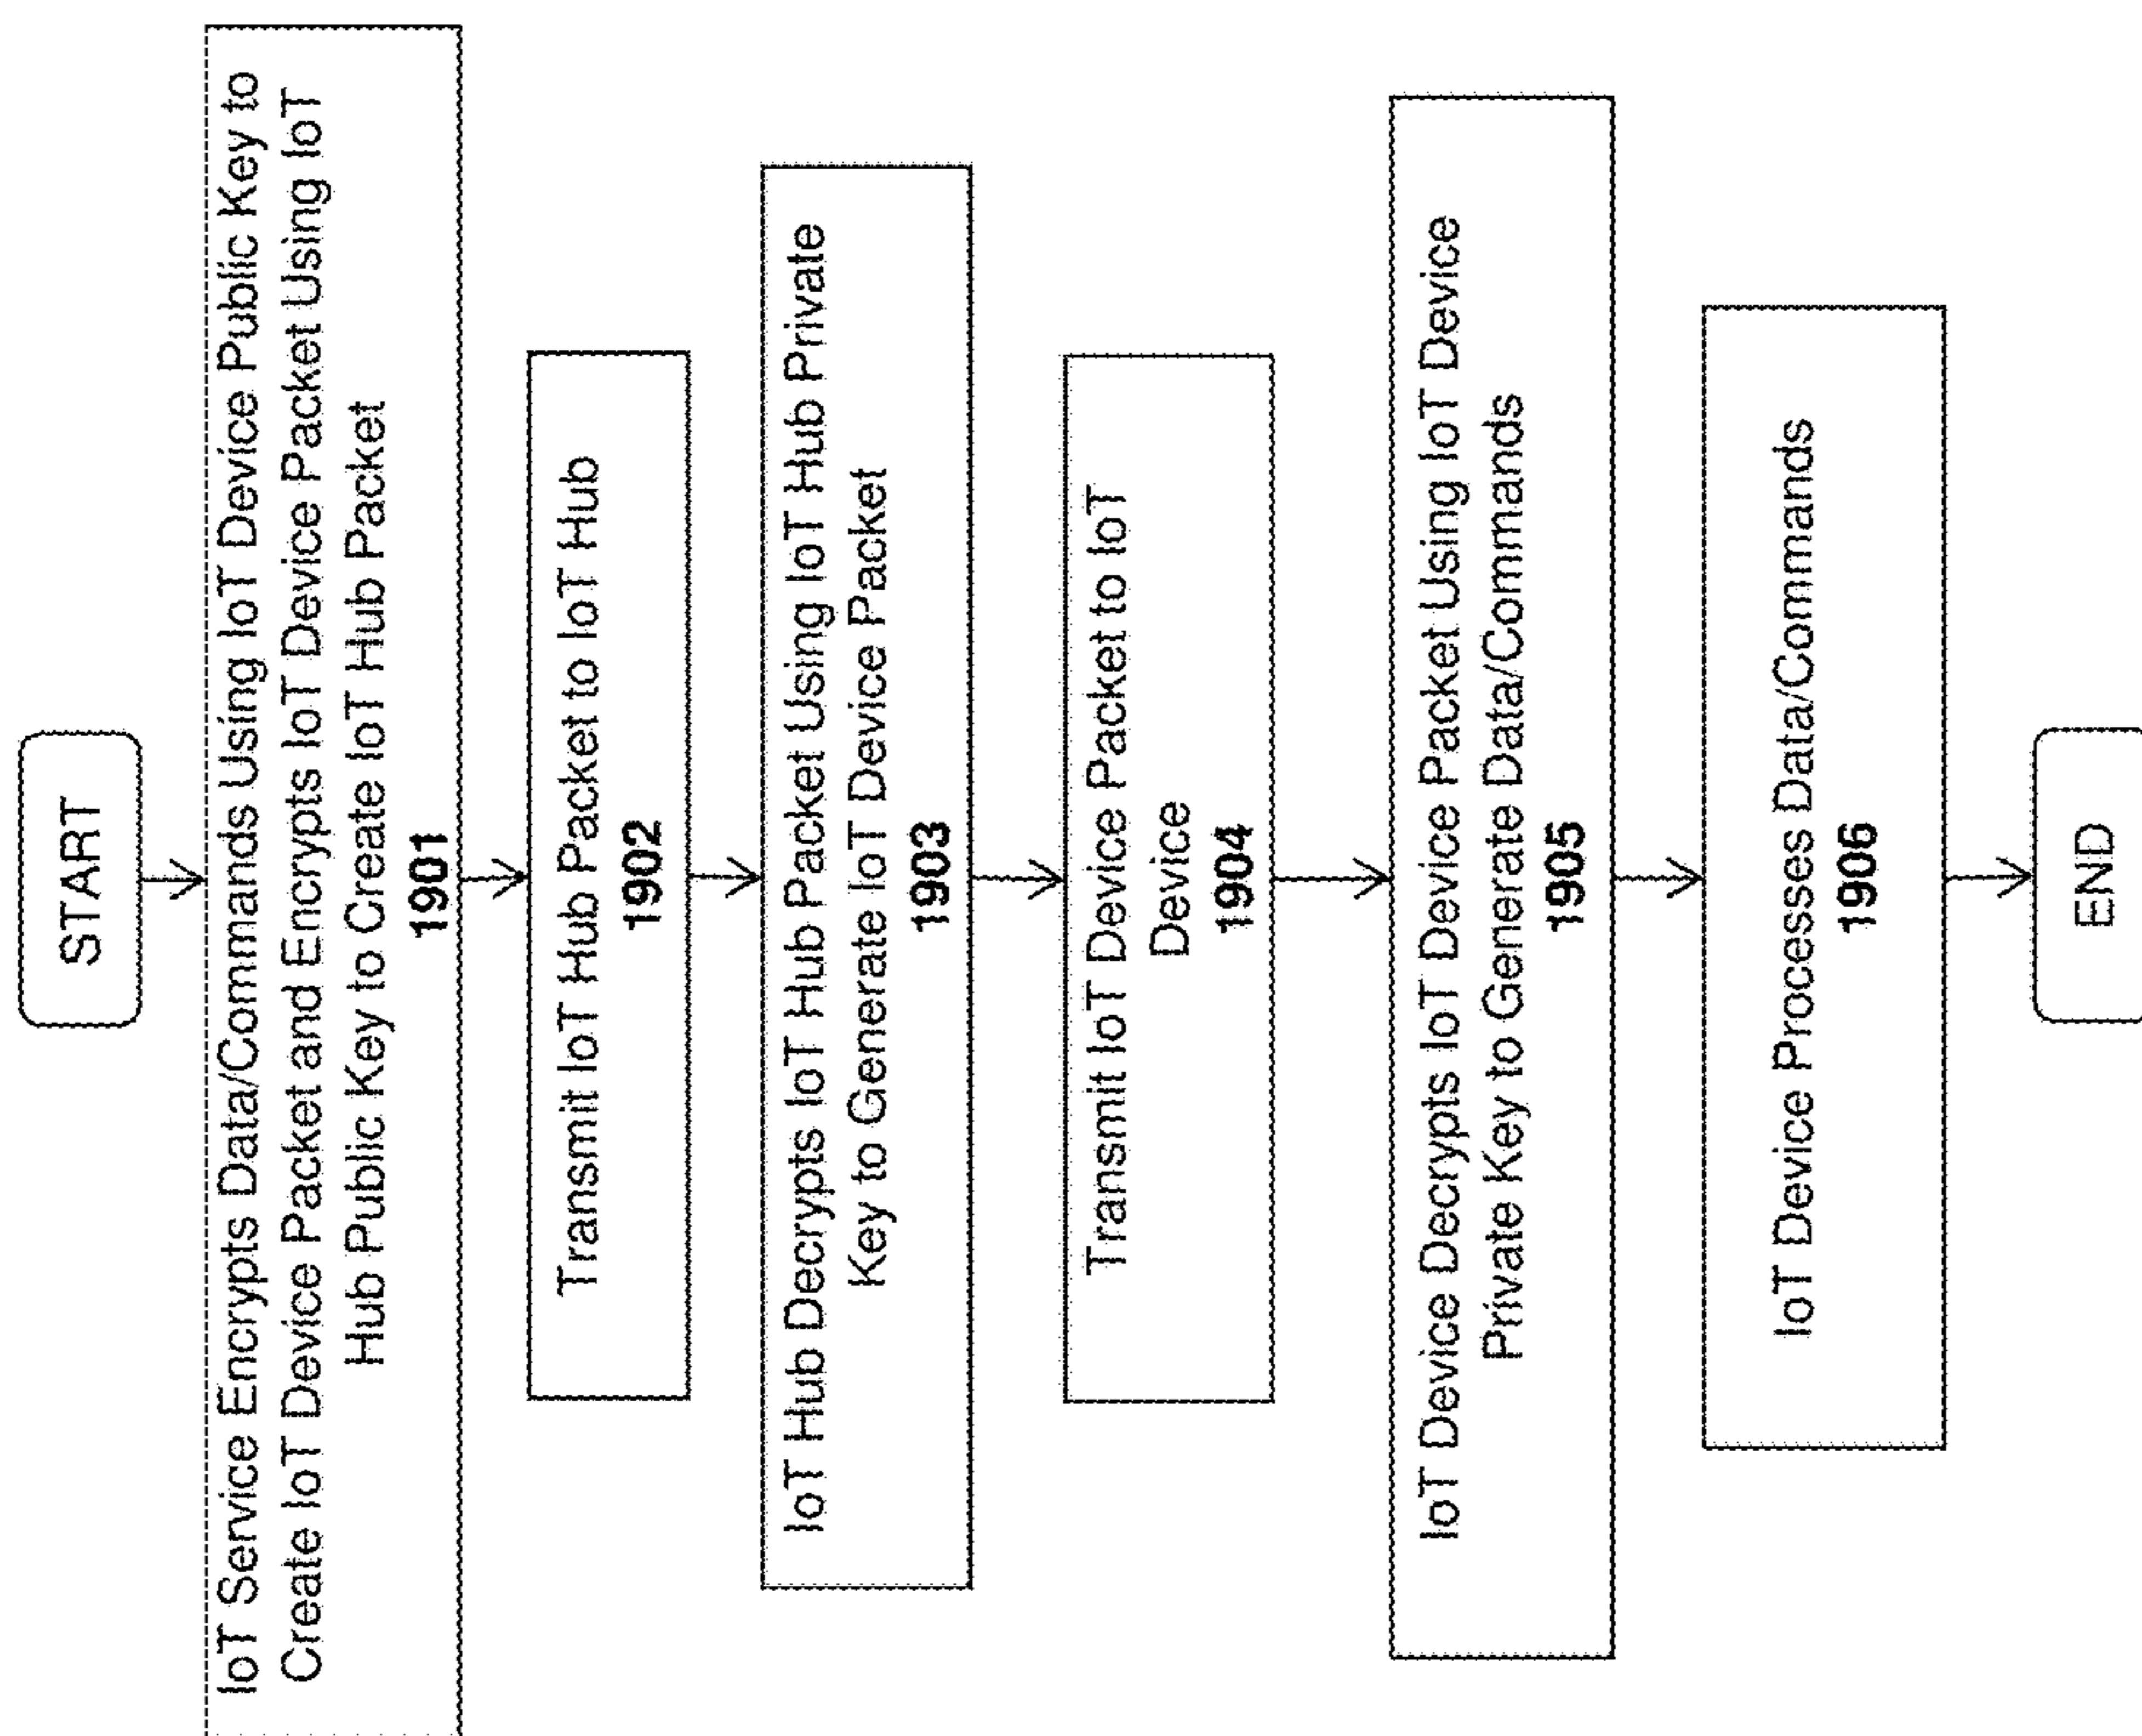 START
IoT Service Encrypts Data/Commands Using IoT Device Public Key to
Create IoT Device Packet and Encrypts IoT Device Packet Using IoT
Hub Public Key to Create IoT Hub Packet
1901
Transmit IoT Hub Packet to IoT Hub
1902
IoT Hub Decrypts IoT Hub Packet Using IoT Hub Private
Key to Generate IoT Device Packet
1903
Transmit IoT Device Packet to IoT
Device
1904
IoT Device Decrypts IoT Device Packet Using IoT Device
Private Key to Generate Data/Commands
1905
IoT Device Processes Data/Commands
1906
END